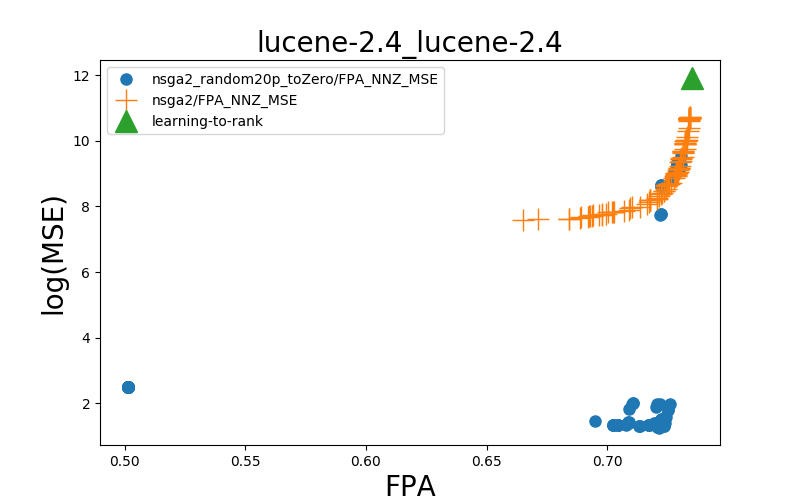 lucene-2.4_lucene-2.4
nsga2_random20p_toZero/FPA_NNZ_MSE
nsga2/FPA_NNZ_MSE
learning-to-rank
log(MSE)
12
10
8
6
4
2
0.50 0.55 0.60 0.65 0.70
FPA